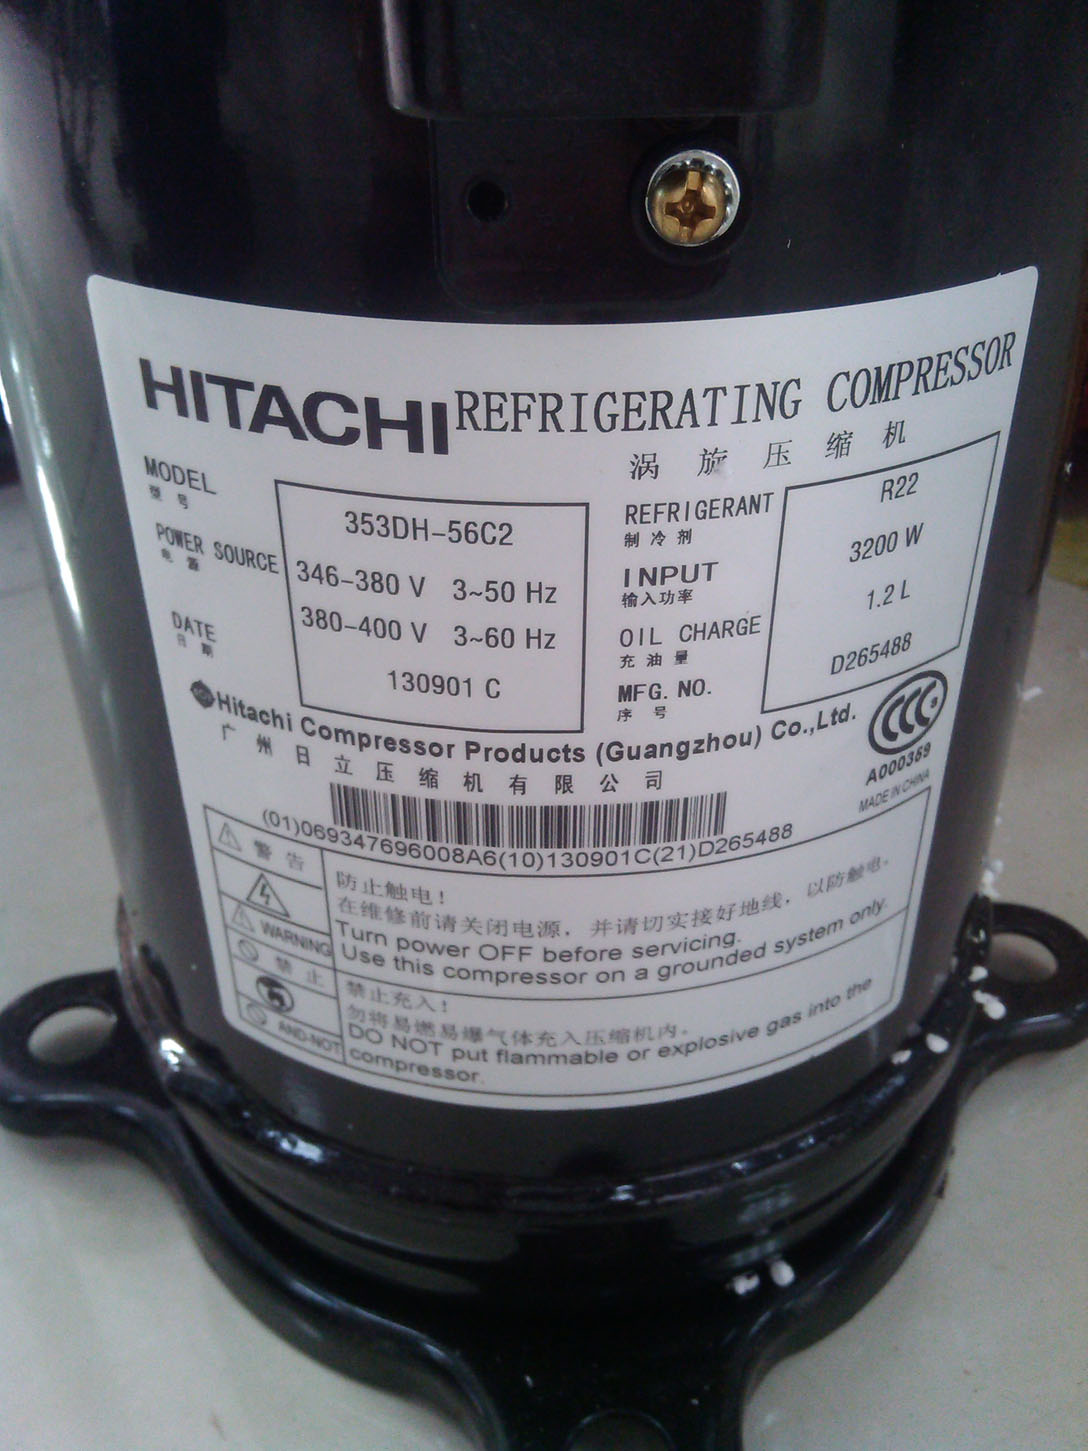 HITACHI REFRIGERATING COMPRESSOR
涡旋压缩机
MODEL
型号
353DH-56C2
POWER SOURCE
电源
346-380 V 3~50 Hz
380-400 V 3~60 Hz
DATE
日期
130901 C
REFRIGERANT
制冷剂
R22
INPUT
输入功率
3200 W
OIL CHARGE
充油量
1.2 L
MFG. NO.
序号
D265488
Hitachi Compressor Products (Guangzhou) Co.,Ltd.
广州日立压缩机有限公司
CCC
A000389
MADE IN CHINA
(01)069347696008A6(10)130901C(21)D265488
警告
WARNING
防止触电!
在维修前请关闭电源，并请切实接好地线，以防触电。
Turn power OFF before servicing.
Use this compressor on a grounded system only.
禁止
AND-NOT
禁止充入!
勿将易燃易爆气体充入压缩机内。
DO NOT put flammable or explosive gas into the
compressor.